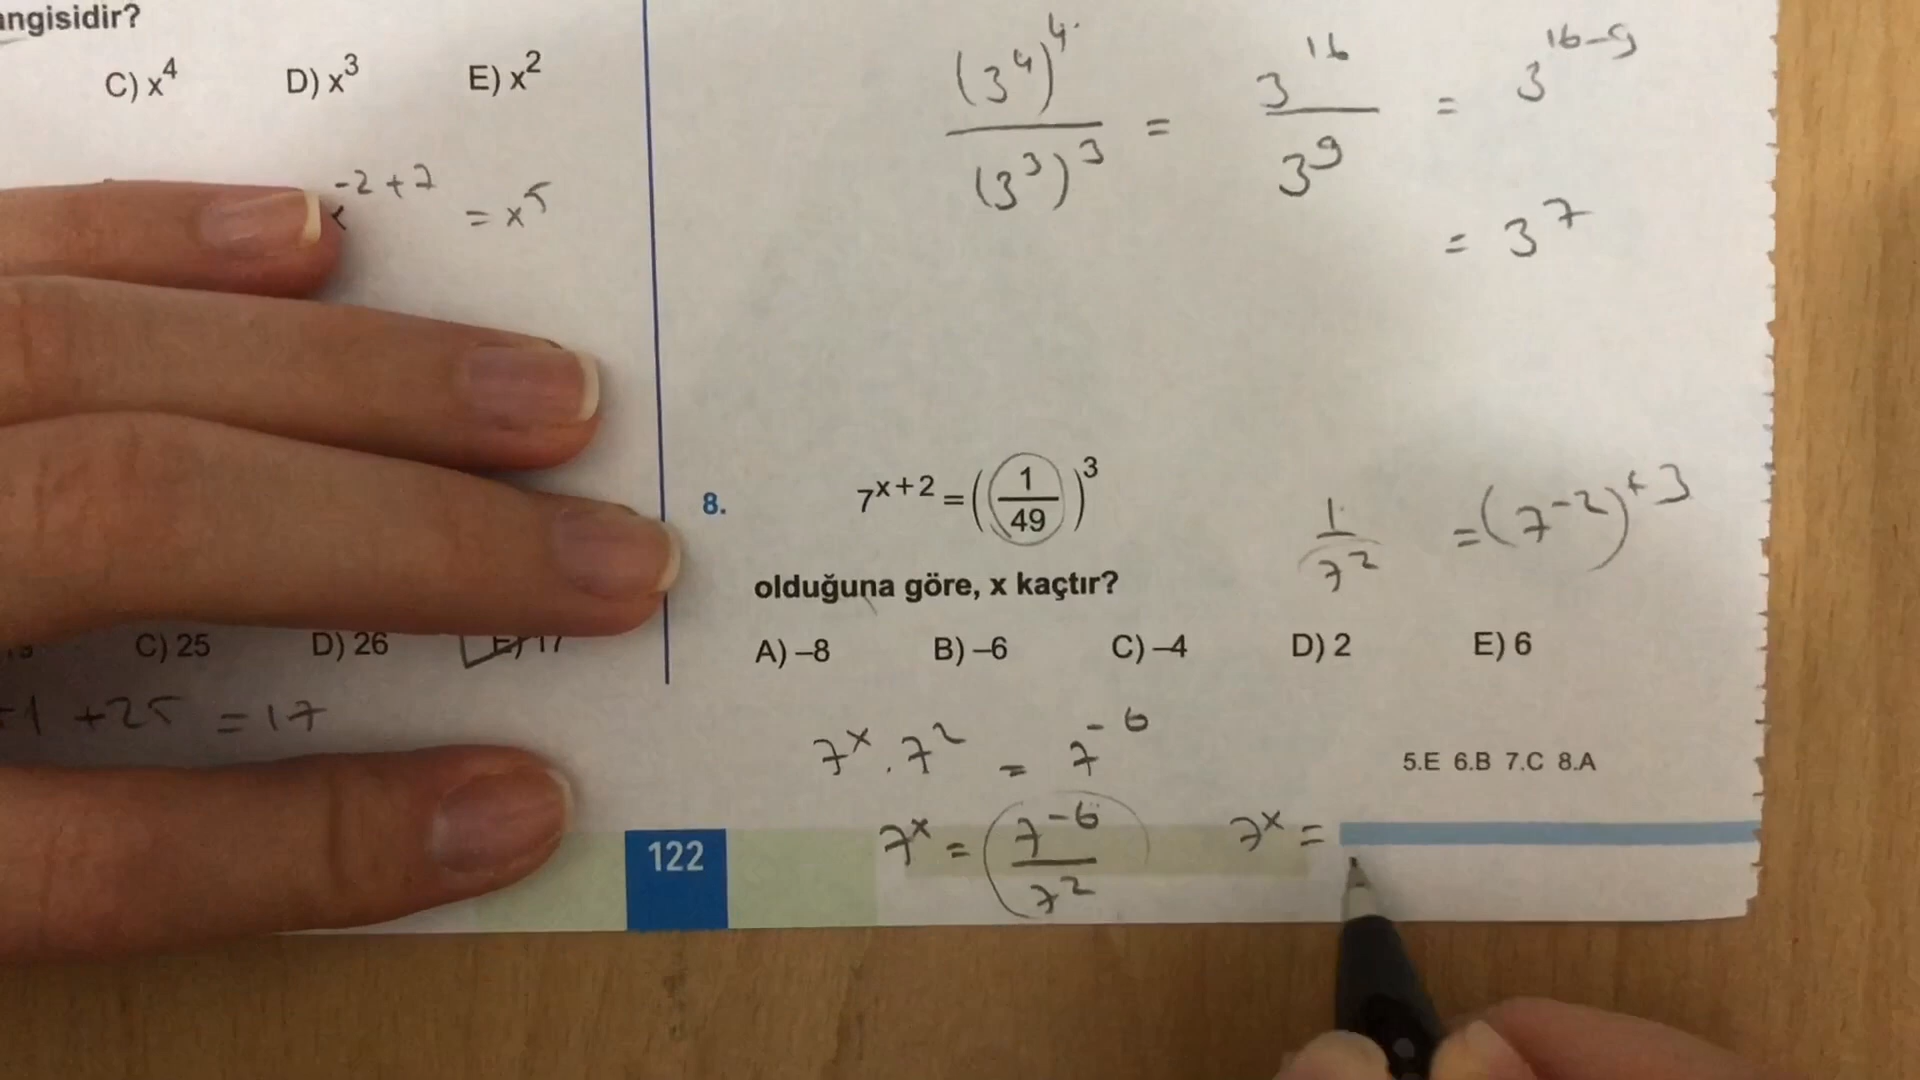 angisidir?
C) x⁴ D) x³ E) x²
-2+7 = x⁵
C) 25 D) 26 E) 17
+25 = 17
122
(3⁴)⁴ / (3³)³ = 3¹⁶ / 3⁹ = 3¹⁶⁻⁹
= 3⁷
8. 7ˣ⁺² = (1/49)³
1/7² = (7⁻²)⁺³
olduğuna göre, x kaçtır?
A) –8 B) –6 C) –4 D) 2 E) 6
7ˣ . 7² = 7⁻⁶
5.E 6.B 7.C 8.A
7ˣ = 7⁻⁶ / 7² 7ˣ =